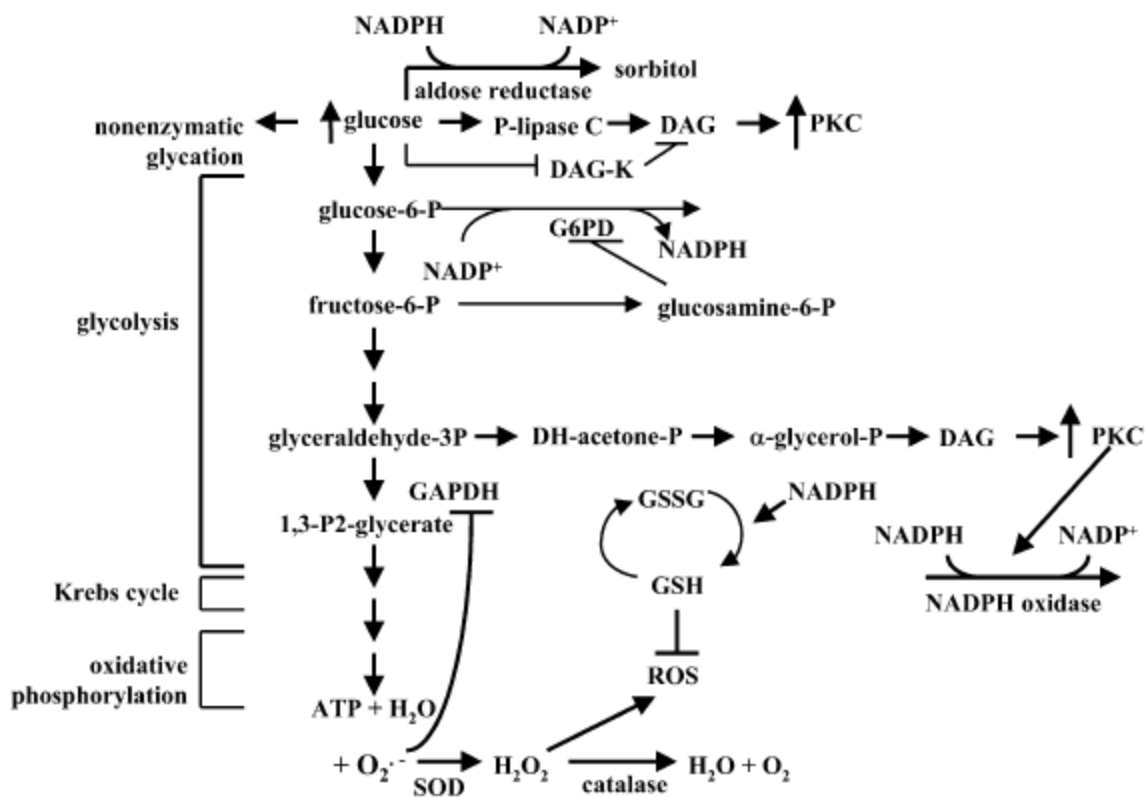 NADPH NADP⁺
sorbitol
aldose reductase
nonenzymatic
glycation
glucose P-lipase C DAG PKC
DAG-K
glucose-6-P
G6PD
NADP⁺ NADPH
fructose-6-P glucosamine-6-P
glycolysis
glyceraldehyde-3P DH-acetone-P α-glycerol-P DAG PKC
GAPDH GSSG NADPH
1,3-P2-glycerate
NADPH NADP⁺
Krebs cycle
GSH
NADPH oxidase
oxidative
phosphorylation
ROS
ATP + H₂O
+ O₂·⁻ SOD H₂O₂ catalase H₂O + O₂